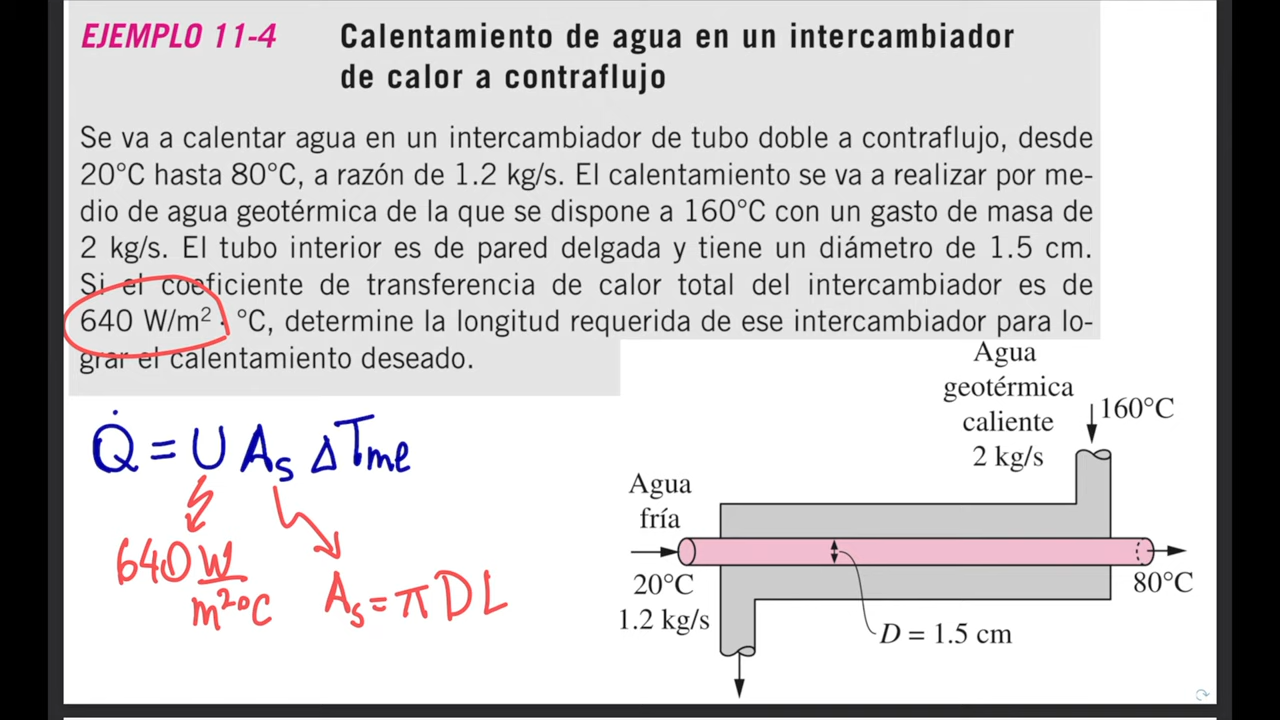 EJEMPLO 11-4 Calentamiento de agua en un intercambiador
de calor a contraflujo
Se va a calentar agua en un intercambiador de tubo doble a contraflujo, desde
20°C hasta 80°C, a razón de 1.2 kg/s. El calentamiento se va a realizar por me-
dio de agua geotérmica de la que se dispone a 160°C con un gasto de masa de
2 kg/s. El tubo interior es de pared delgada y tiene un diámetro de 1.5 cm.
Si el coeficiente de transferencia de calor total del intercambiador es de
640 W/m² · °C, determine la longitud requerida de ese intercambiador para lo-
grar el calentamiento deseado.
Q̇ = U As ΔTme
640 W/m²°C
As = π D L
Agua
geotérmica
caliente
2 kg/s
160°C
Agua
fría
20°C
1.2 kg/s
80°C
D = 1.5 cm